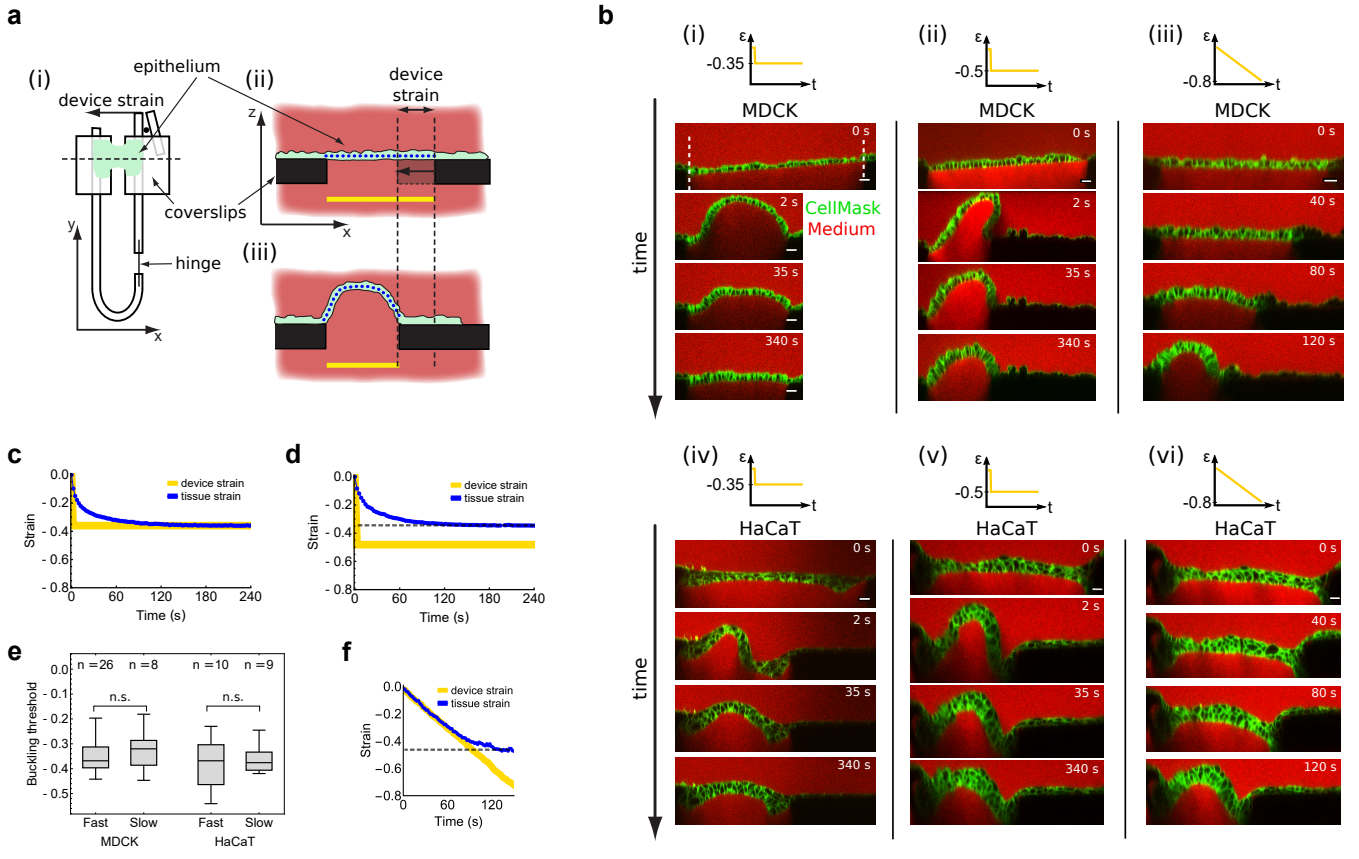 a
(i)
epithelium
device strain
(ii)
device
strain
z
x
coverslips
y
hinge
x
(iii)
b
(i)
ε
-0.35
t
MDCK
(ii)
ε
-0.5
t
MDCK
(iii)
ε
-0.8
t
MDCK
time
0 s
2 s
CellMask
Medium
35 s
340 s
0 s
2 s
35 s
340 s
0 s
40 s
80 s
120 s
c
0.0
- 0.2
- 0.4
- 0.6
- 0.8
Strain
device strain
tissue strain
0 60 120 180 240
Time (s)
d
0.0
- 0.2
- 0.4
- 0.6
- 0.8
Strain
device strain
tissue strain
0 60 120 180 240
Time (s)
e
n =26 n =8 n =10 n =9
n.s. n.s.
0.0
- 0.1
- 0.2
- 0.3
- 0.4
- 0.5
Buckling threshold
Fast Slow Fast Slow
MDCK HaCaT
f
0.0
−0.2
−0.4
−0.6
−0.8
Strain
device strain
tissue strain
0 60 120
Time (s)
(iv)
ε
-0.35
t
HaCaT
(v)
ε
-0.5
t
HaCaT
(vi)
ε
-0.8
t
HaCaT
time
0 s
2 s
35 s
340 s
0 s
2 s
35 s
340 s
0 s
40 s
80 s
120 s